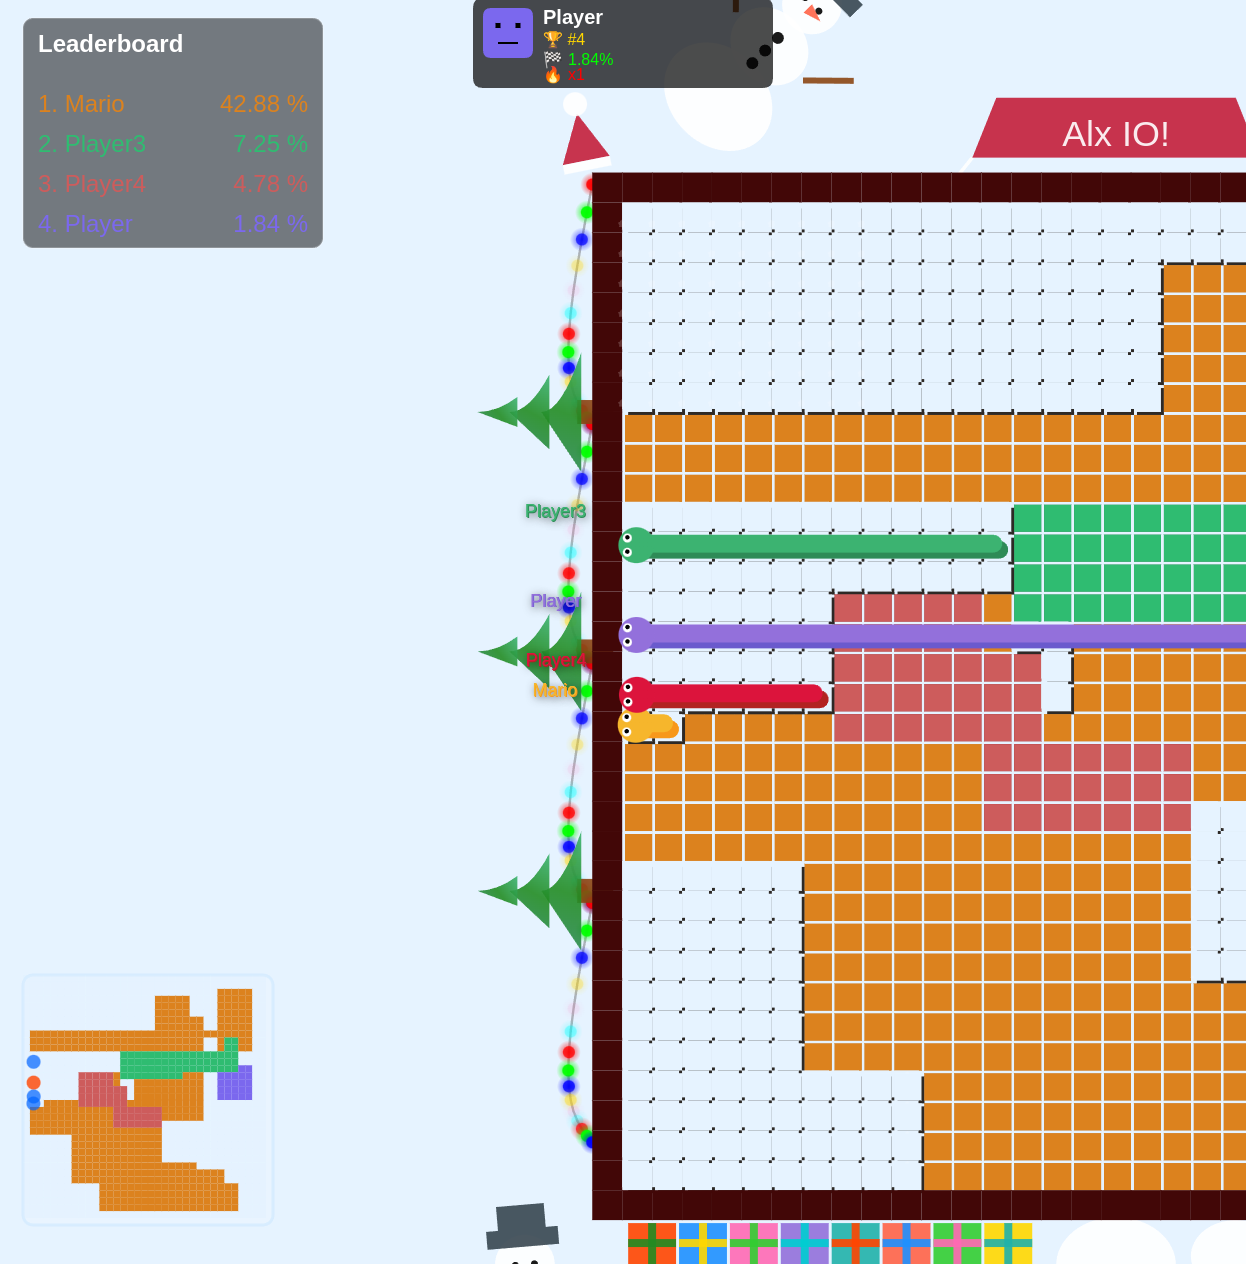 Leaderboard
1. Mario 42.88 %
2. Player3 7.25 %
3. Player4 4.78 %
4. Player 1.84 %
Player
#4
1.84%
x1
Alx IO!
Player3
Player
Player4
Mario